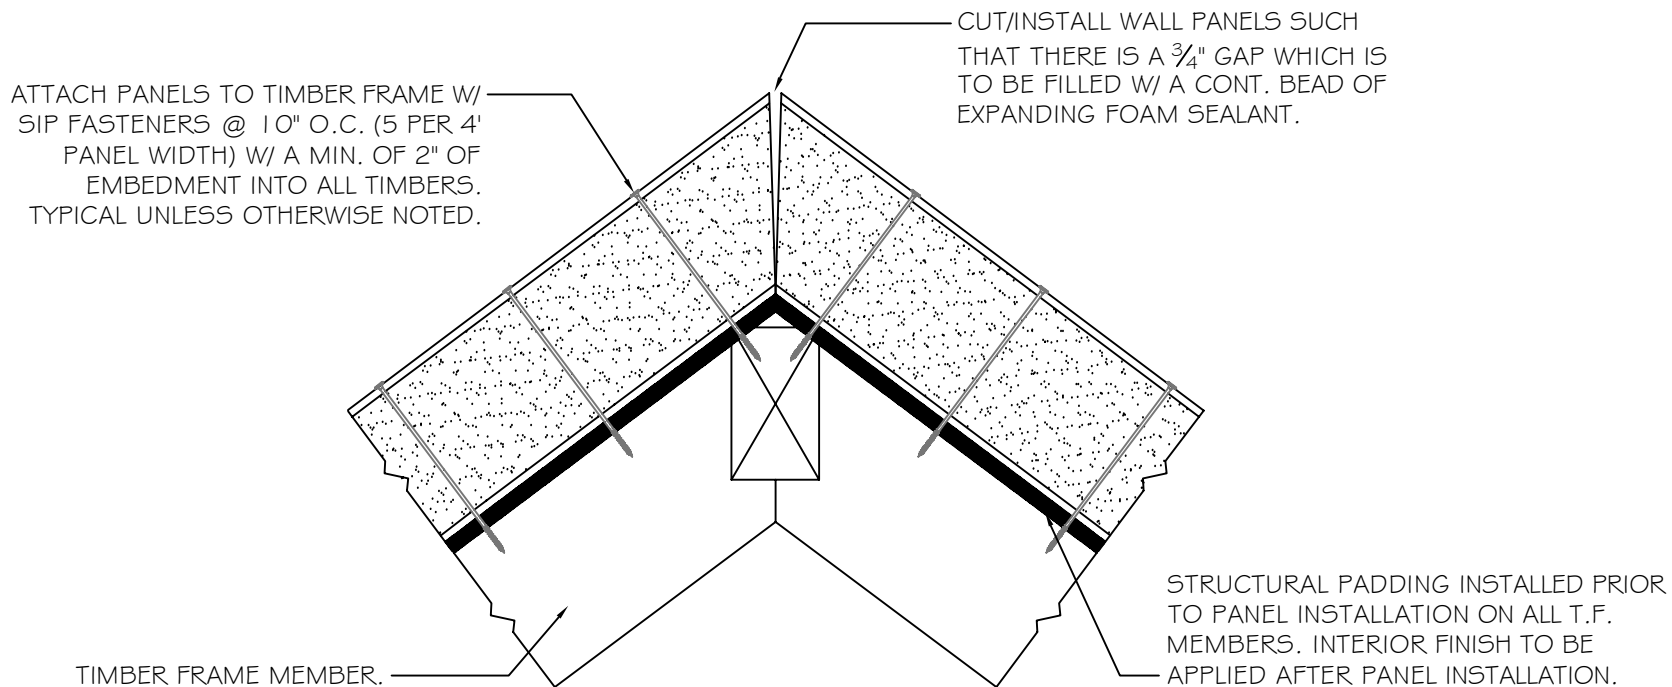 CUT/INSTALL WALL PANELS SUCH
THAT THERE IS A 3/4" GAP WHICH IS
TO BE FILLED W/ A CONT. BEAD OF
EXPANDING FOAM SEALANT.
ATTACH PANELS TO TIMBER FRAME W/
SIP FASTENERS @ 10" O.C. (5 PER 4'
PANEL WIDTH) W/ A MIN. OF 2" OF
EMBEDMENT INTO ALL TIMBERS.
TYPICAL UNLESS OTHERWISE NOTED.
STRUCTURAL PADDING INSTALLED PRIOR
TO PANEL INSTALLATION ON ALL T.F.
MEMBERS. INTERIOR FINISH TO BE
APPLIED AFTER PANEL INSTALLATION.
TIMBER FRAME MEMBER.